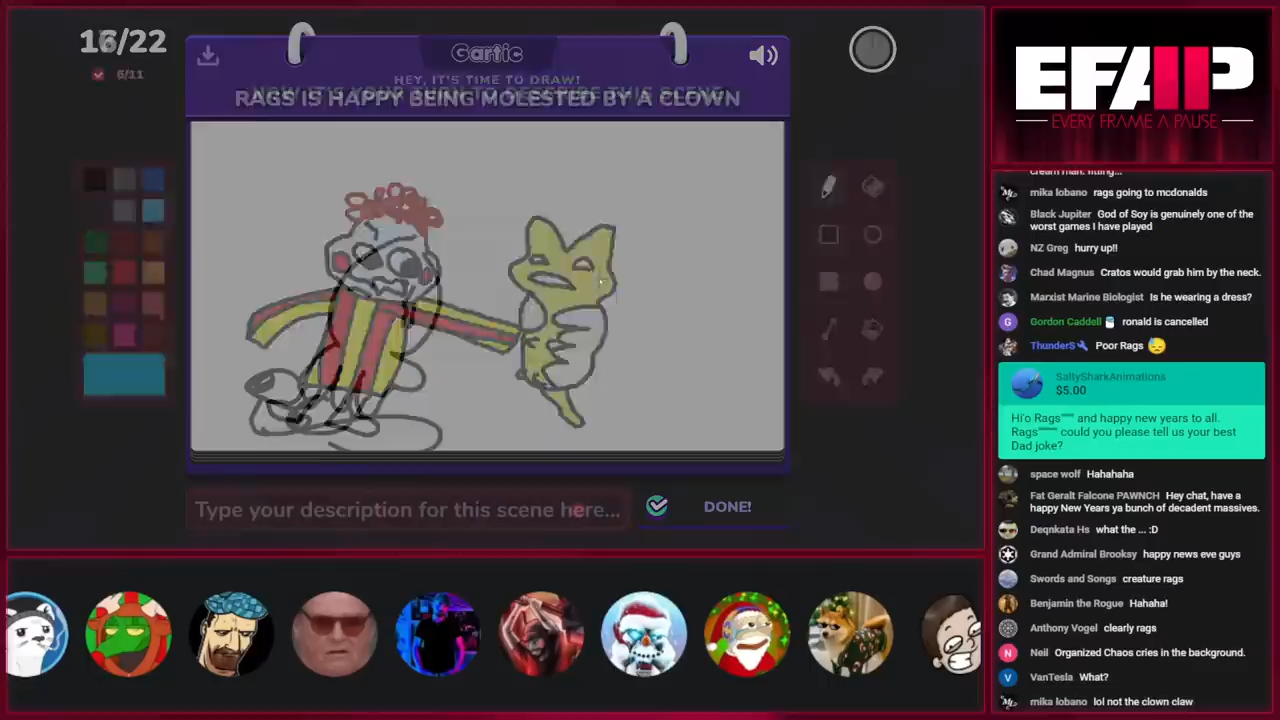 16/22
6/11
Gartic
HEY, IT'S TIME TO DRAW!
RAGS IS HAPPY BEING MOLESTED BY A CLOWN
Type your description for this scene here...
DONE!
EFAP
EVERY FRAME A PAUSE
cream man. fitting...
mika lobano rags going to mcdonalds
Black Jupiter God of Soy is genuinely one of the
worst games I have played
NZ Greg hurry up!!
Chad Magnus Cratos would grab him by the neck.
Marxist Marine Biologist Is he wearing a dress?
Gordon Caddell ronald is cancelled
ThunderS Poor Rags
SaltySharkAnimations
$5.00
Hi'o Rags"""" and happy new years to all.
Rags"""""" could you please tell us your best
Dad joke?
space wolf Hahahaha
Fat Geralt Falcone PAWNCH Hey chat, have a
happy New Years ya bunch of decadent massives.
Deqnkata Hs what the ... :D
Grand Admiral Brooksy happy news eve guys
Swords and Songs creature rags
Benjamin the Rogue Hahaha!
Anthony Vogel clearly rags
Neil Organized Chaos cries in the background.
VanTesla What?
mika lobano lol not the clown claw